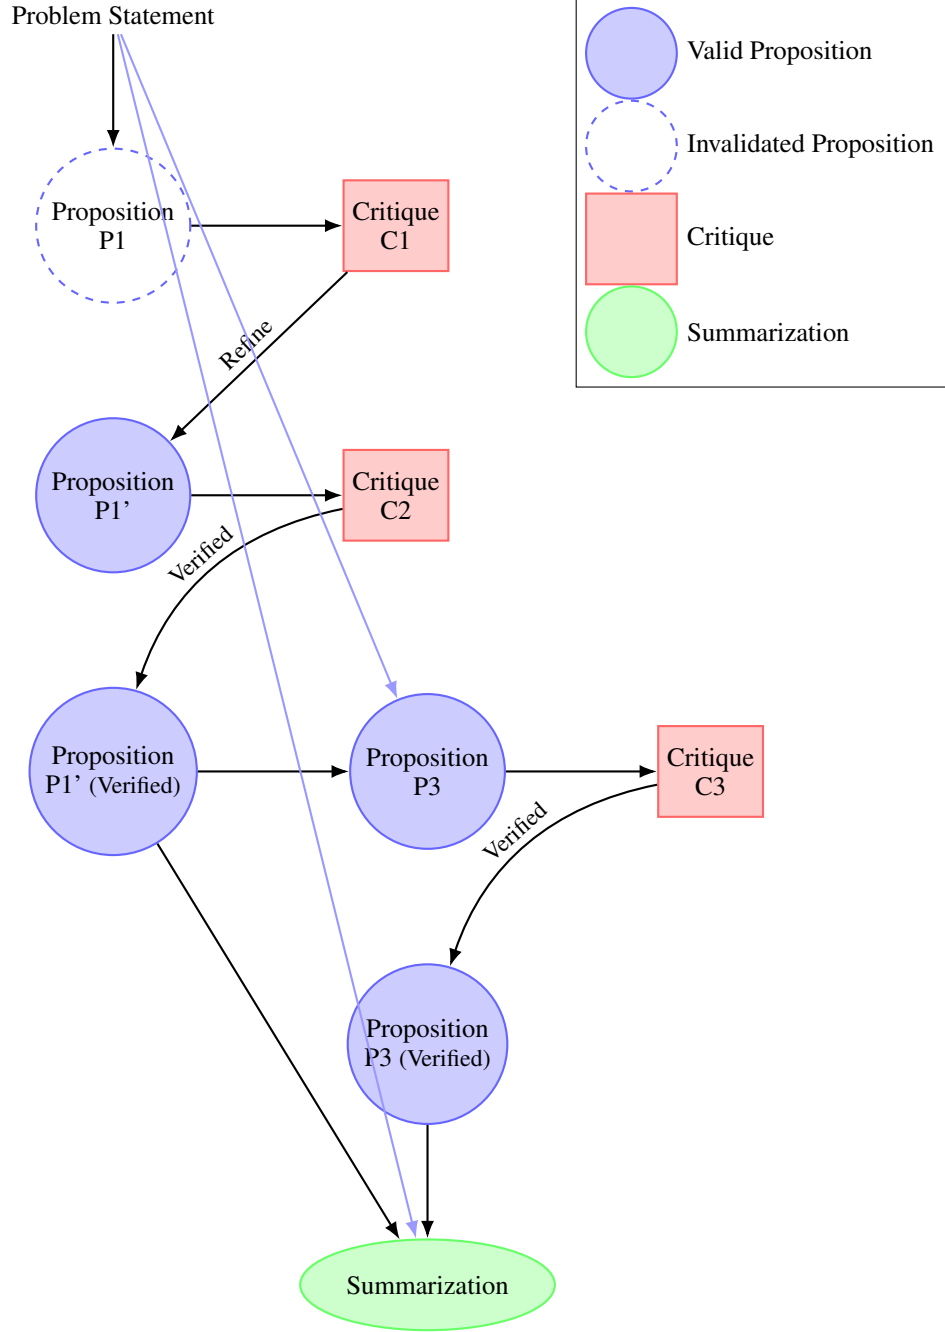 Problem Statement
Valid Proposition
Invalidated Proposition
Critique
Summarization
Proposition
P1
Critique
C1
Refine
Proposition
P1’
Critique
C2
Verified
Proposition
P1’ (Verified)
Proposition
P3
Critique
C3
Verified
Proposition
P3 (Verified)
Summarization